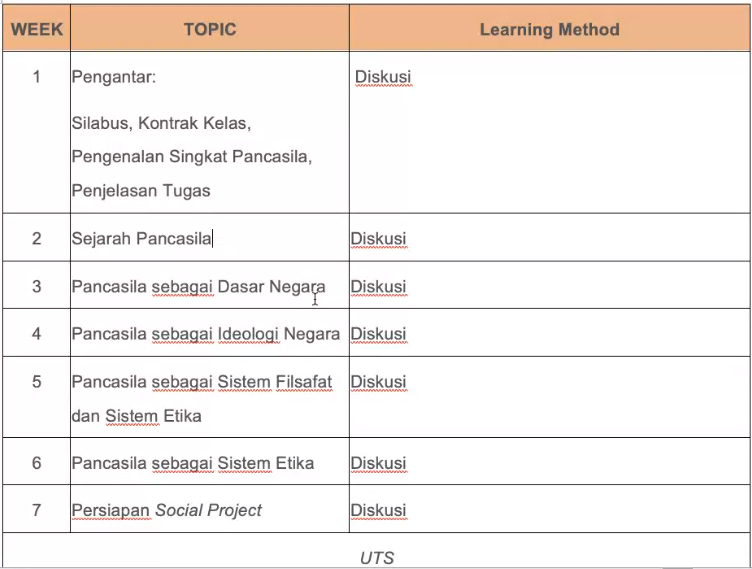 WEEK TOPIC Learning Method
1 Pengantar: Diskusi
Silabus, Kontrak Kelas,
Pengenalan Singkat Pancasila,
Penjelasan Tugas
2 Sejarah Pancasila Diskusi
3 Pancasila sebagai Dasar Negara Diskusi
4 Pancasila sebagai Ideologi Negara Diskusi
5 Pancasila sebagai Sistem Filsafat Diskusi
dan Sistem Etika
6 Pancasila sebagai Sistem Etika Diskusi
7 Persiapan Social Project Diskusi
UTS